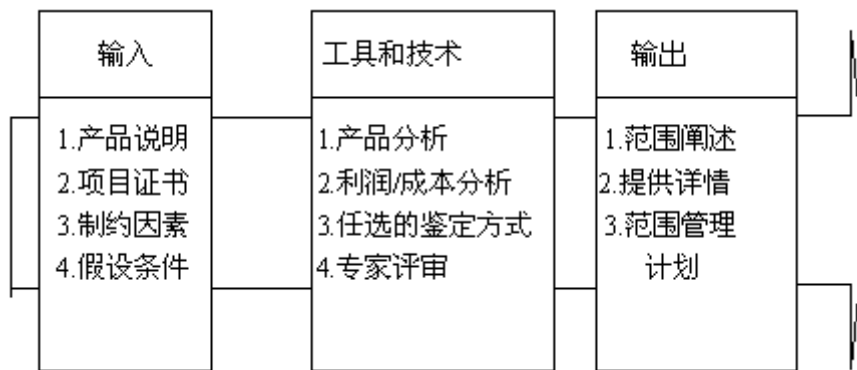 输入
1.产品说明
2.项目证书
3.制约因素
4.假设条件
工具和技术
1.产品分析
2.利润/成本分析
3.任选的鉴定方式
4.专家评审
输出
1.范围阐述
2.提供详情
3.范围管理
计划